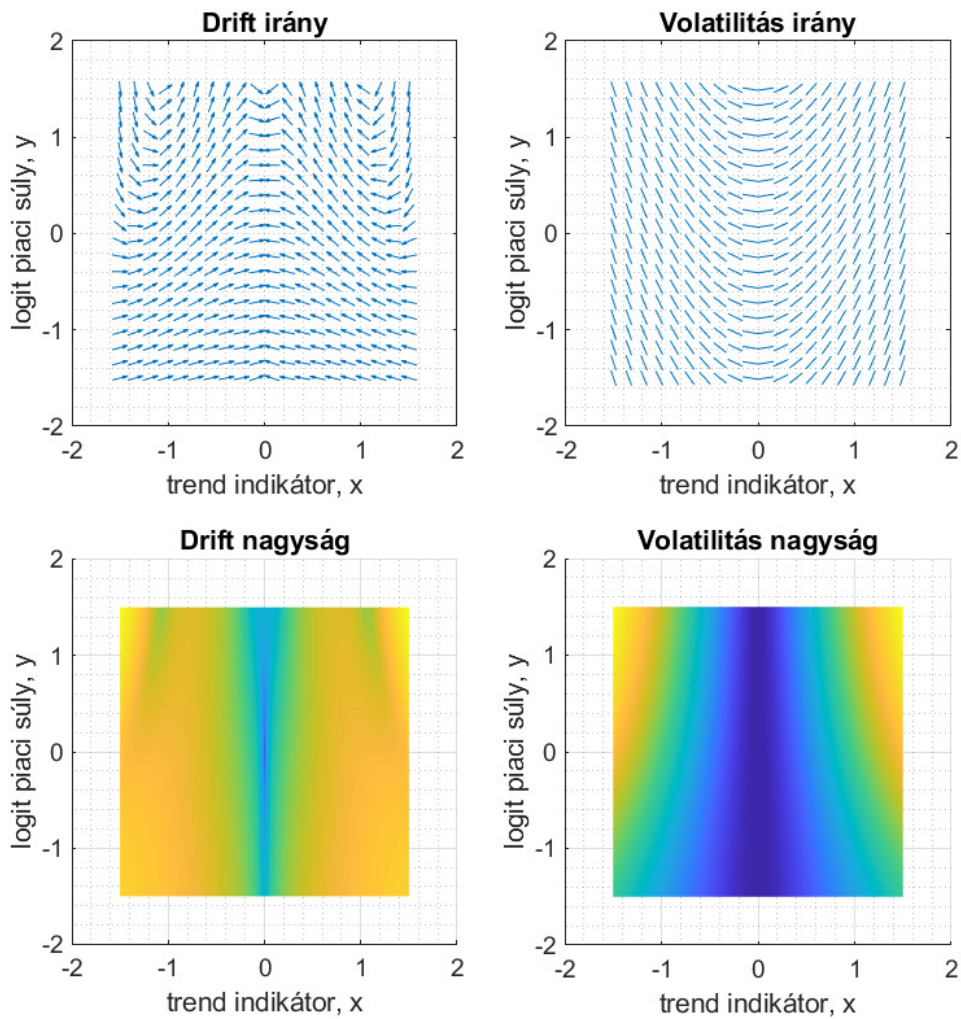 Drift irány
2
1
0
-1
-2
-2 -1 0 1 2
logit piaci súly, y
trend indikátor, x
Volatilitás irány
2
1
0
-1
-2
-2 -1 0 1 2
logit piaci súly, y
trend indikátor, x
Drift nagyság
2
1
0
-1
-2
-2 -1 0 1 2
logit piaci súly, y
trend indikátor, x
Volatilitás nagyság
2
1
0
-1
-2
-2 -1 0 1 2
logit piaci súly, y
trend indikátor, x